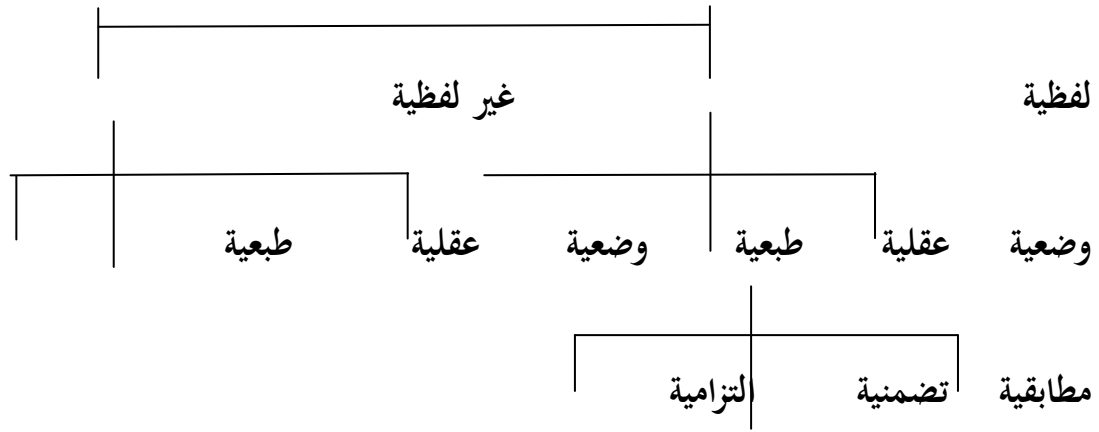 لفظية غير لفظية
وضعية عقلية طبعية وضعية عقلية طبعية
مطابقية تضمنية التزامية